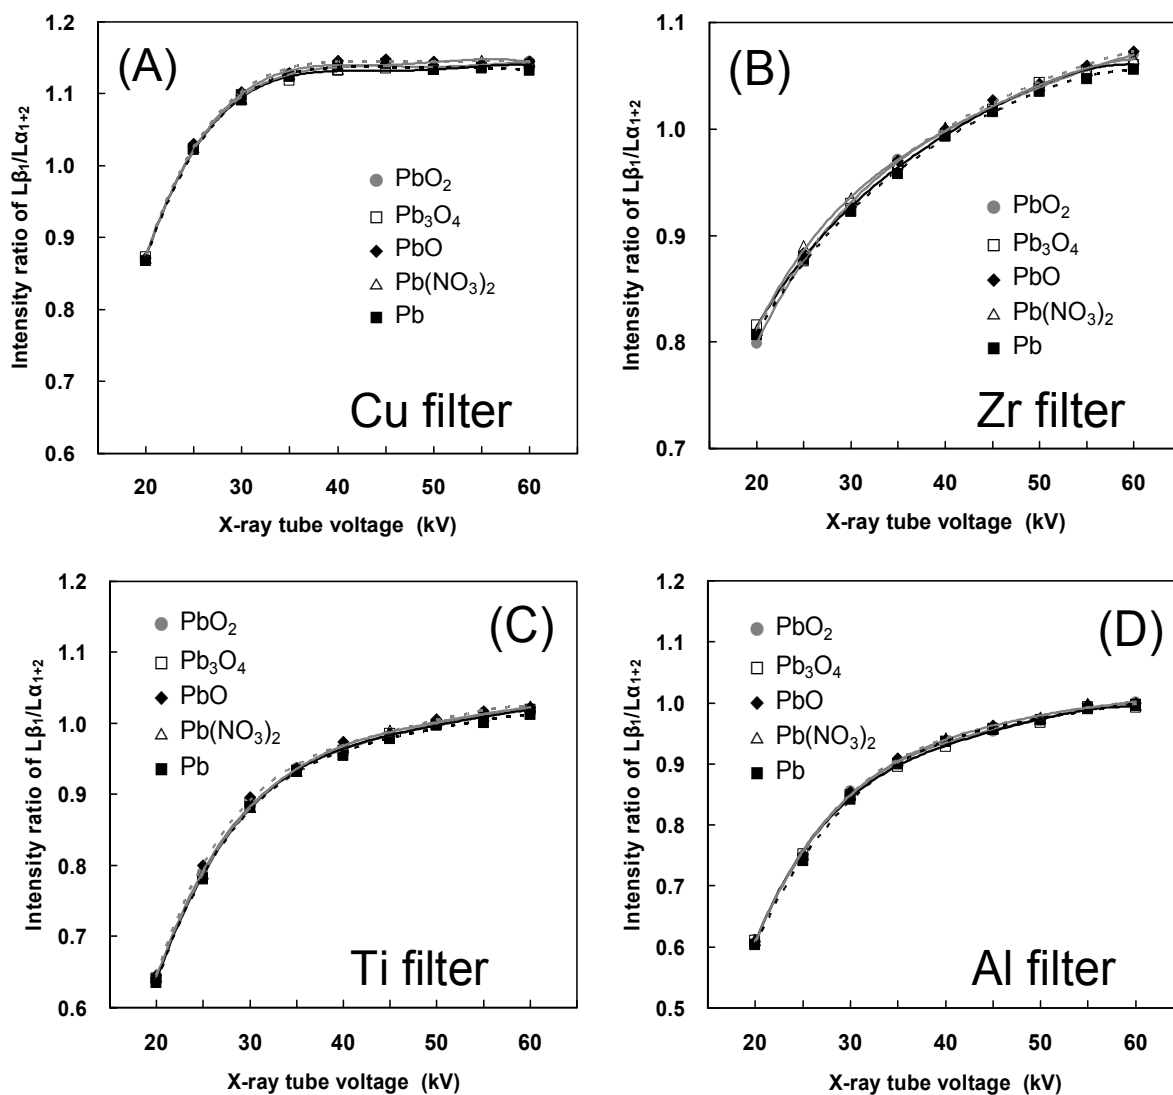 (A)
1.2
1.1
1.0
0.9
0.8
0.7
0.6
Intensity ratio of Lβ₁/Lα₁₊₂
PbO₂
Pb₃O₄
PbO
Pb(NO₃)₂
Pb
Cu filter
20 30 40 50 60
X-ray tube voltage (kV)
(B)
1.1
1.0
0.9
0.8
0.7
Intensity ratio of Lβ₁/Lα₁₊₂
PbO₂
Pb₃O₄
PbO
Pb(NO₃)₂
Pb
Zr filter
20 30 40 50 60
X-ray tube voltage (kV)
(C)
1.2
1.1
1.0
0.9
0.8
0.7
0.6
Intensity ratio of Lβ₁/Lα₁₊₂
PbO₂
Pb₃O₄
PbO
Pb(NO₃)₂
Pb
Ti filter
20 30 40 50 60
X-ray tube voltage (kV)
(D)
1.2
1.1
1.0
0.9
0.8
0.7
0.6
0.5
Intensity ratio of Lβ₁/Lα₁₊₂
PbO₂
Pb₃O₄
PbO
Pb(NO₃)₂
Pb
Al filter
20 30 40 50 60
X-ray tube voltage (kV)